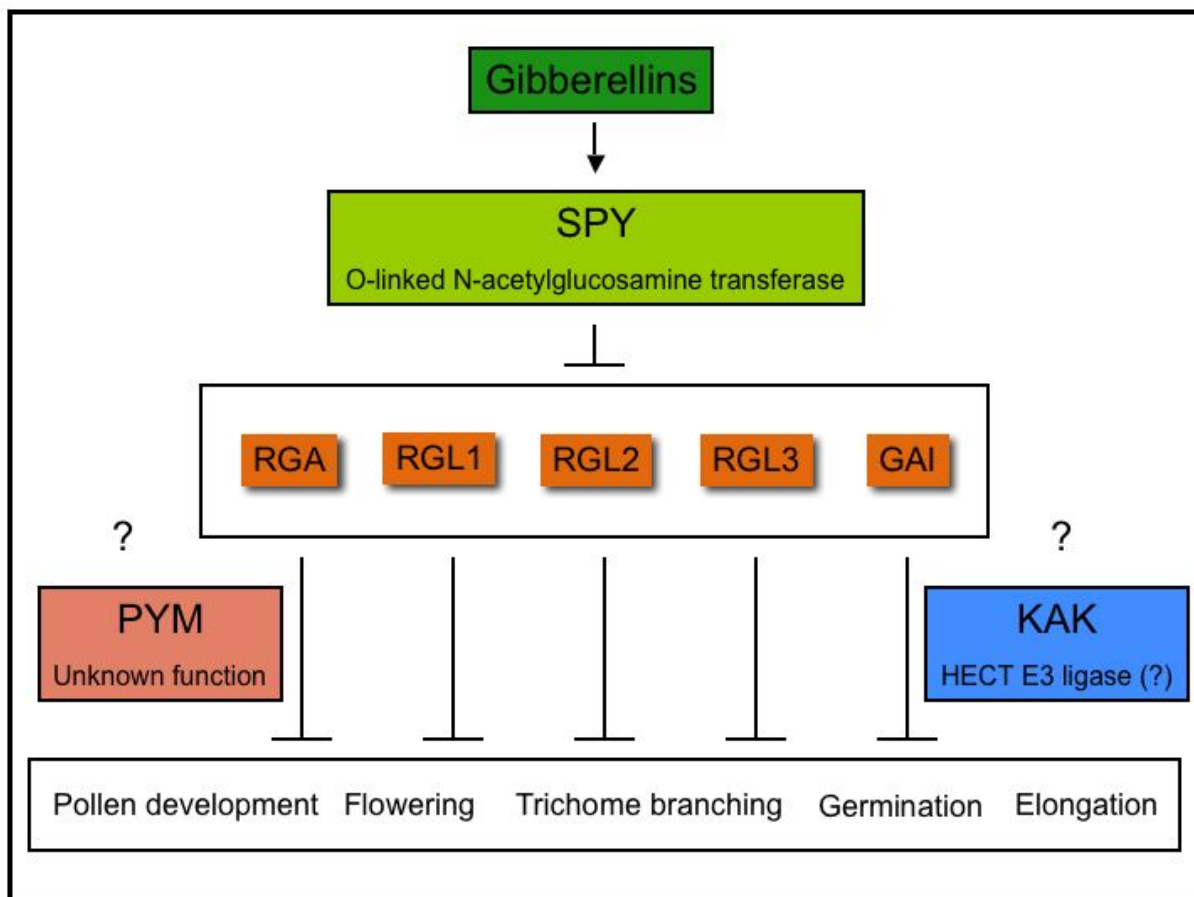 Gibberellins
SPY
O-linked N-acetylglucosamine transferase
RGA RGL1 RGL2 RGL3 GAI
? ?
PYM KAK
Unknown function HECT E3 ligase (?)
Pollen development Flowering Trichome branching Germination Elongation